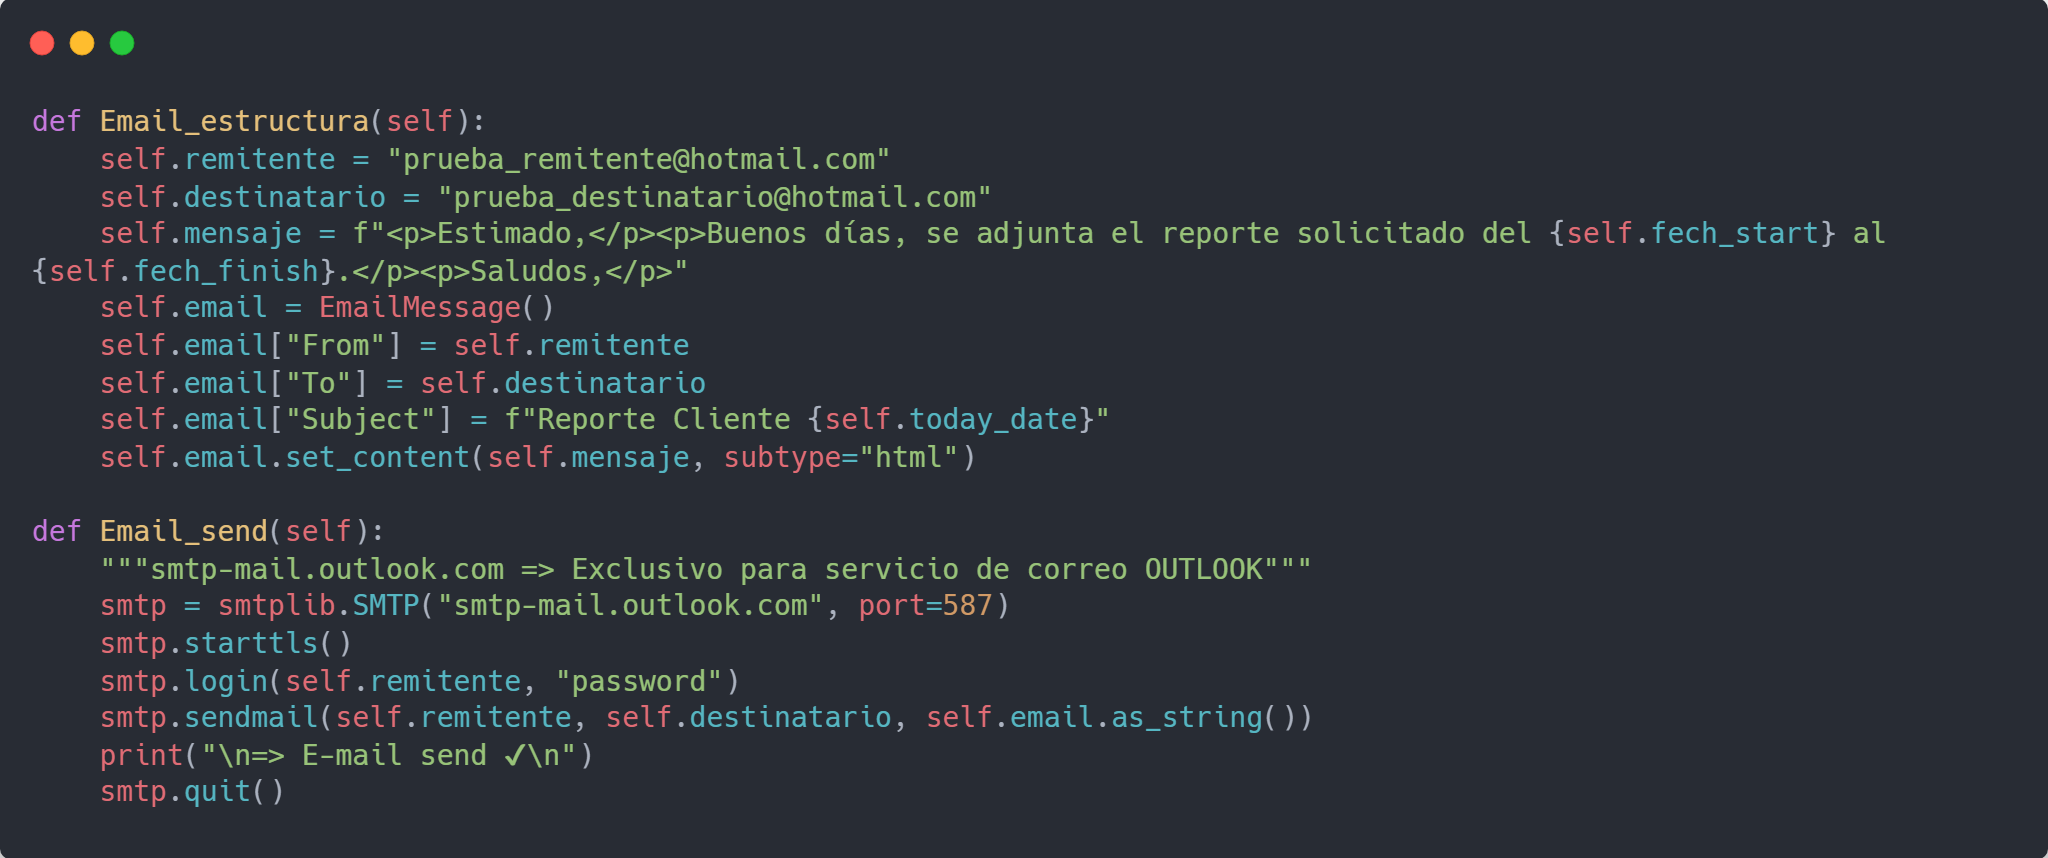 def Email_estructura(self):
    self.remitente = "prueba_remitente@hotmail.com"
    self.destinatario = "prueba_destinatario@hotmail.com"
    self.mensaje = f"<p>Estimado,</p><p>Buenos días, se adjunta el reporte solicitado del {self.fech_start} al
{self.fech_finish}.</p><p>Saludos,</p>"
    self.email = EmailMessage()
    self.email["From"] = self.remitente
    self.email["To"] = self.destinatario
    self.email["Subject"] = f"Reporte Cliente {self.today_date}"
    self.email.set_content(self.mensaje, subtype="html")

def Email_send(self):
    """smtp-mail.outlook.com => Exclusivo para servicio de correo OUTLOOK"""
    smtp = smtplib.SMTP("smtp-mail.outlook.com", port=587)
    smtp.starttls()
    smtp.login(self.remitente, "password")
    smtp.sendmail(self.remitente, self.destinatario, self.email.as_string())
    print("\n=> E-mail send ✓\n")
    smtp.quit()